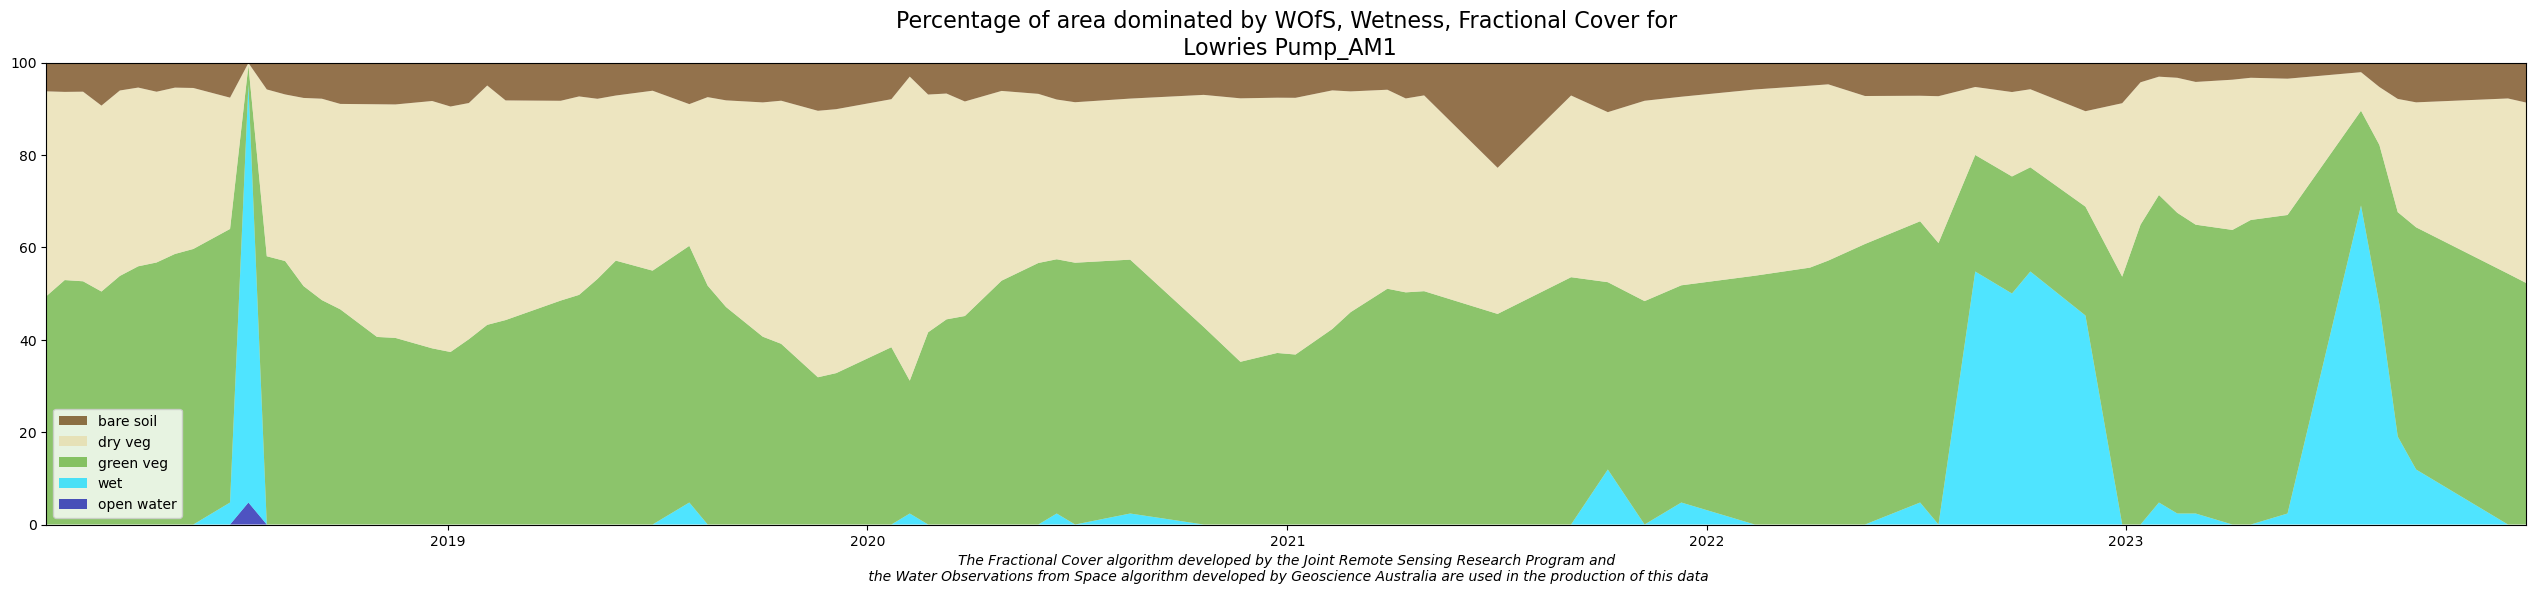 Percentage of area dominated by WOfS, Wetness, Fractional Cover for
Lowries Pump_AM1
100
80
60
40
20
0
bare soil
dry veg
green veg
wet
open water
2019
2020
2021
2022
2023
The Fractional Cover algorithm developed by the Joint Remote Sensing Research Program and
the Water Observations from Space algorithm developed by Geoscience Australia are used in the production of this data